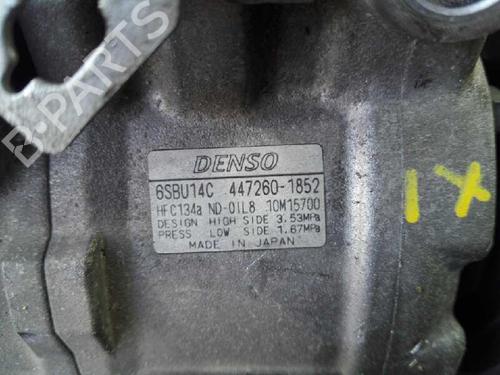 B-PARTS
DENSO
6SBU14C 447260-1852
HFC134a ND-OIL8 10M15700
DESIGN HIGH SIDE 3.53MPa
PRESS LOW SIDE 1.67MPa
MADE IN JAPAN
IX